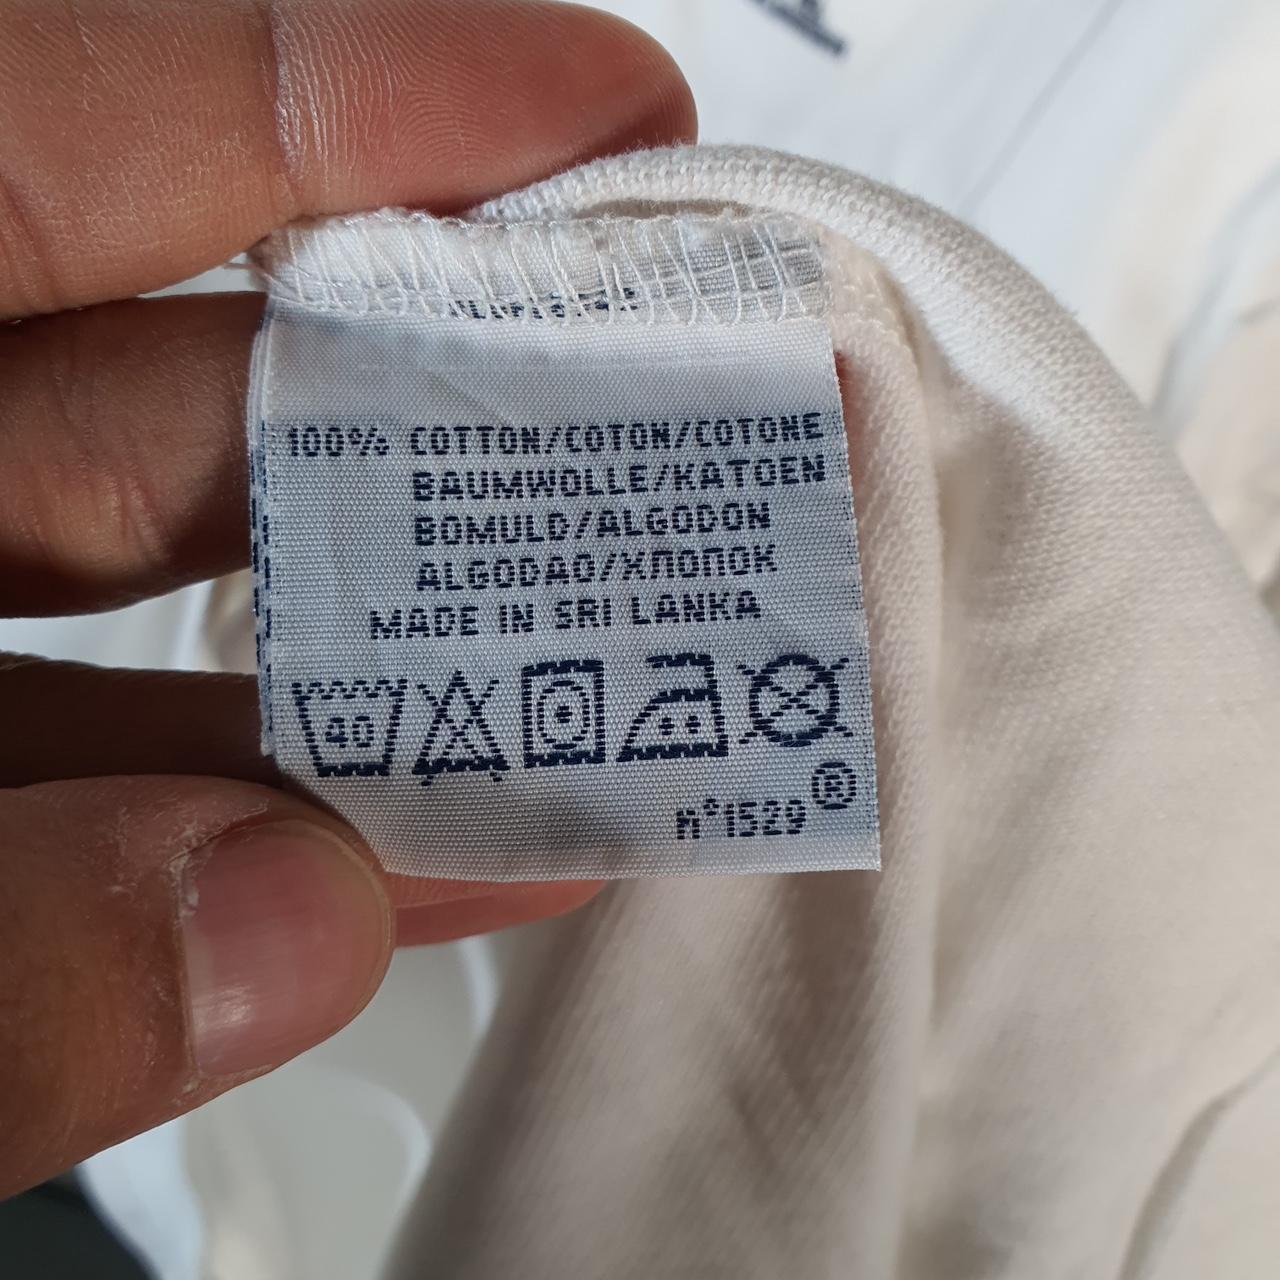 100% COTTON/COTON/COTONE
BAUMWOLLE/KATOEN
BOMULD/ALGODON
ALGODAO/ХЛОПОК
MADE IN SRI LANKA
40
n°1529®